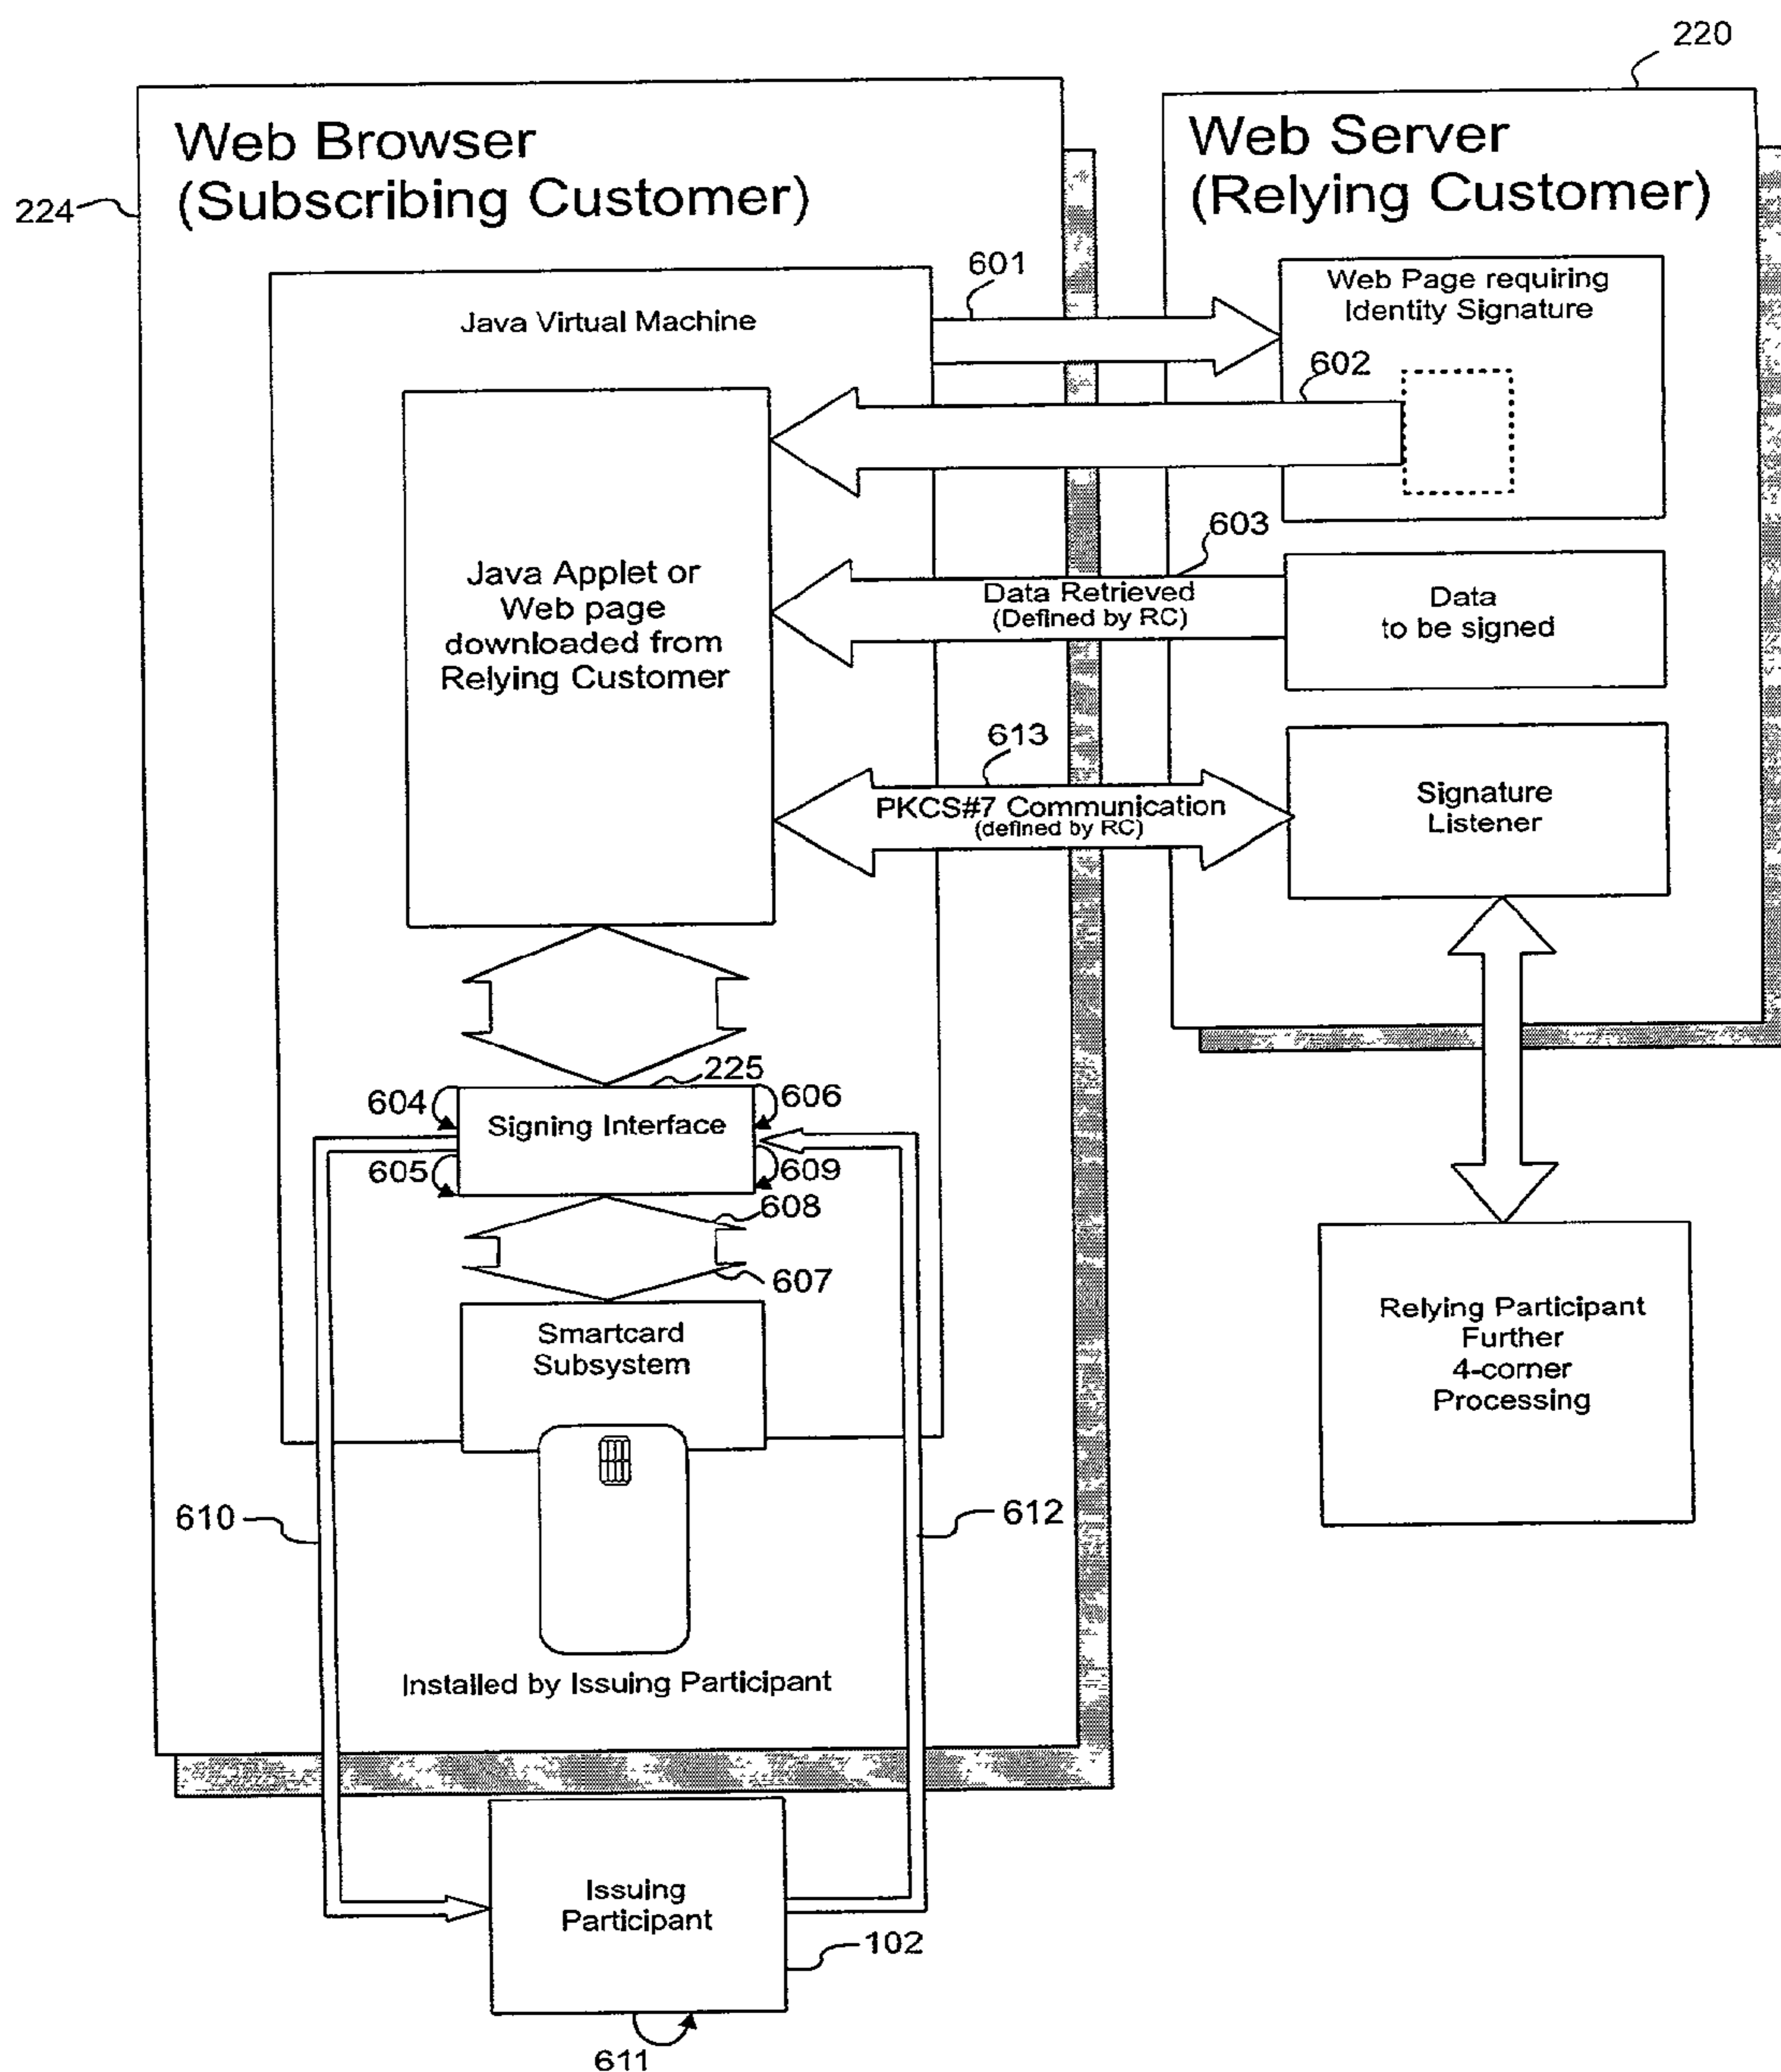 220
Web Browser
(Subscribing Customer)
224
Web Server
(Relying Customer)
601
Java Virtual Machine
Web Page requiring
Identity Signature
602
603
Java Applet or
Web page
downloaded from
Relying Customer
Data Retrieved
(Defined by RC)
Data
to be signed
613
PKCS#7 Communication
(defined by RC)
Signature
Listener
225
604
606
Signing Interface
605
609
608
607
Smartcard
Subsystem
Relying Participant
Further
4-corner
Processing
610
612
Installed by Issuing Participant
Issuing
Participant
102
611